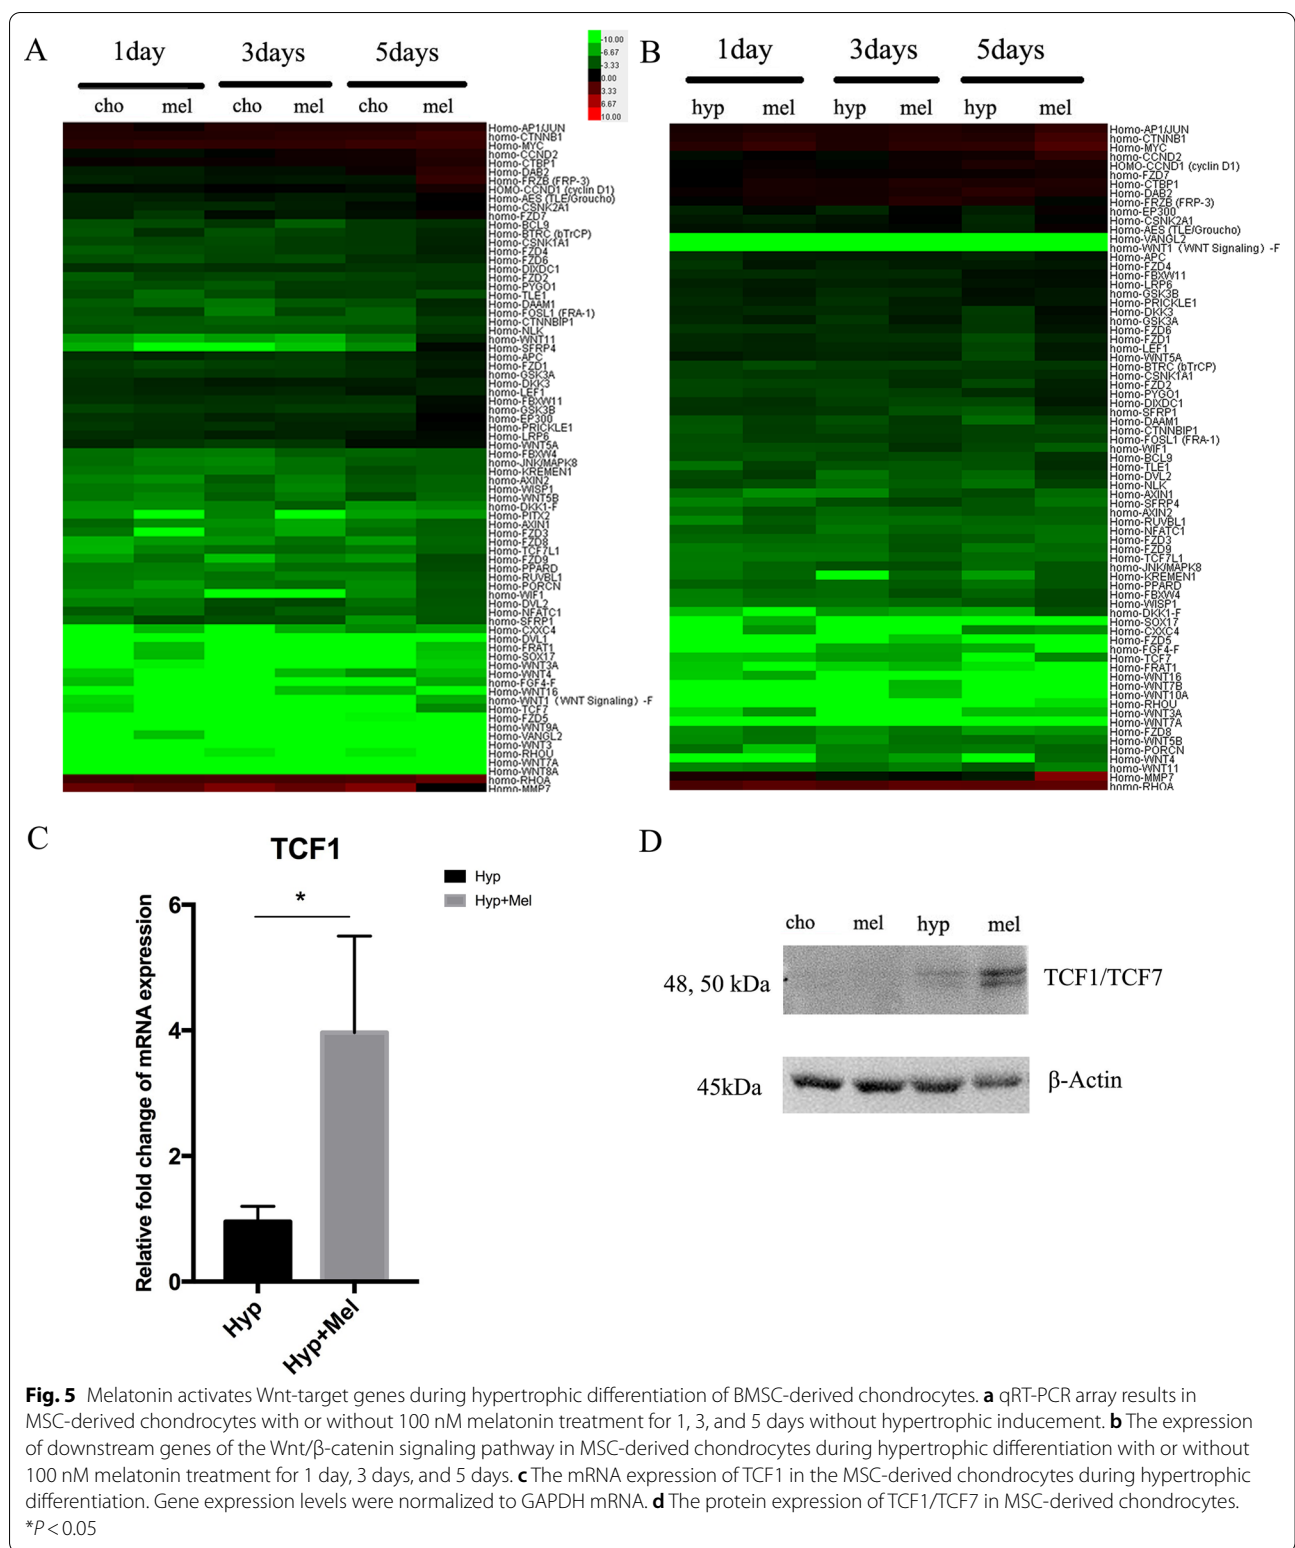 A
1day
3days
5days
cho
mel
cho
mel
cho
mel
-10.00
-6.67
-3.33
0.00
3.33
6.67
10.00
Homo-AP1/JUN
homo-CTNNB1
Homo-MYC
homo-CCND2
Homo-CTBP1
Homo-DAB2
Homo-FRZB (FRP-3)
HOMO-CCND1 (cyclin D1)
Homo-AES (TLE/Groucho)
Homo-CSNK2A1
homo-FZD7
Homo-BCL9
Homo-BTRC (bTrCP)
Homo-CSNK1A1
Homo-FZD4
Homo-FZD6
Homo-DIXDC1
Homo-FZD2
Homo-PYGO1
Homo-TLE1
Homo-DAAM1
Homo-FOSL1 (FRA-1)
Homo-CTNNBIP1
Homo-NLK
homo-WNT11
Homo-SFRP4
Homo-APC
Homo-FZD1
homo-GSK3A
Homo-DKK3
homo-LEF1
Homo-FBXW11
homo-GSK3B
homo-EP300
Homo-PRICKLE1
Homo-LRP6
Homo-WNT5A
Homo-FBXW4
homo-JNK/MAPK8
Homo-KREMEN1
homo-AXIN2
Homo-WISP1
Homo-WNT5B
homo-DKK1-F
Homo-PITX2
Homo-AXIN1
Homo-FZD3
Homo-FZD8
Homo-TCF7L1
Homo-FZD9
Homo-PPARD
Homo-RUVBL1
Homo-PORCN
homo-WIF1
Homo-DVL2
Homo-NFATC1
homo-SFRP1
Homo-CXXC4
Homo-DVL1
Homo-FRAT1
Homo-SOX17
Homo-WNT3A
Homo-WNT4
homo-FGF4-F
Homo-WNT16
homo-WNT1 (WNT Signaling) -F
Homo-TCF7
Homo-FZD5
Homo-WNT9A
Homo-VANGL2
Homo-WNT3
Homo-RHOU
Homo-WNT7A
Homo-WNT8A
homo-RHOA
Homo-MMP7
B
1day
3days
5days
hyp
mel
hyp
mel
hyp
mel
Homo-AP1/JUN
homo-CTNNB1
Homo-MYC
homo-CCND2
HOMO-CCND1 (cyclin D1)
homo-FZD7
Homo-CTBP1
Homo-DAB2
Homo-FRZB (FRP-3)
homo-EP300
Homo-CSNK2A1
Homo-AES (TLE/Groucho)
Homo-VANGL2
homo-WNT1 (WNT Signaling) -F
Homo-APC
Homo-FZD4
Homo-FBXW11
Homo-LRP6
homo-GSK3B
Homo-PRICKLE1
Homo-DKK3
homo-GSK3A
Homo-FZD6
Homo-FZD1
homo-LEF1
Homo-WNT5A
Homo-BTRC (bTrCP)
Homo-CSNK1A1
Homo-FZD2
Homo-PYGO1
Homo-DIXDC1
homo-SFRP1
Homo-DAAM1
Homo-CTNNBIP1
Homo-FOSL1 (FRA-1)
homo-WIF1
Homo-BCL9
Homo-TLE1
Homo-DVL2
Homo-NLK
Homo-AXIN1
Homo-SFRP4
homo-AXIN2
Homo-RUVBL1
Homo-NFATC1
Homo-FZD3
Homo-FZD9
Homo-TCF7L1
homo-JNK/MAPK8
Homo-KREMEN1
Homo-PPARD
Homo-FBXW4
Homo-WISP1
homo-DKK1-F
Homo-SOX17
Homo-CXXC4
Homo-FZD5
homo-FGF4-F
Homo-TCF7
Homo-FRAT1
Homo-WNT16
Homo-WNT7B
Homo-WNT10A
Homo-RHOU
Homo-WNT3A
Homo-WNT7A
Homo-FZD8
Homo-WNT5B
Homo-PORCN
Homo-WNT4
homo-WNT11
Homo-MMP7
homo-RHOA
C
TCF1
Hyp
Hyp+Mel
*
Relative fold change of mRNA expression
6
4
2
0
Hyp
Hyp+Mel
D
cho
mel
hyp
mel
48, 50 kDa
TCF1/TCF7
45kDa
β-Actin
Fig. 5 Melatonin activates Wnt-target genes during hypertrophic differentiation of BMSC-derived chondrocytes. a qRT-PCR array results in
MSC-derived chondrocytes with or without 100 nM melatonin treatment for 1, 3, and 5 days without hypertrophic inducement. b The expression
of downstream genes of the Wnt/β-catenin signaling pathway in MSC-derived chondrocytes during hypertrophic differentiation with or without
100 nM melatonin treatment for 1 day, 3 days, and 5 days. c The mRNA expression of TCF1 in the MSC-derived chondrocytes during hypertrophic
differentiation. Gene expression levels were normalized to GAPDH mRNA. d The protein expression of TCF1/TCF7 in MSC-derived chondrocytes.
*P < 0.05